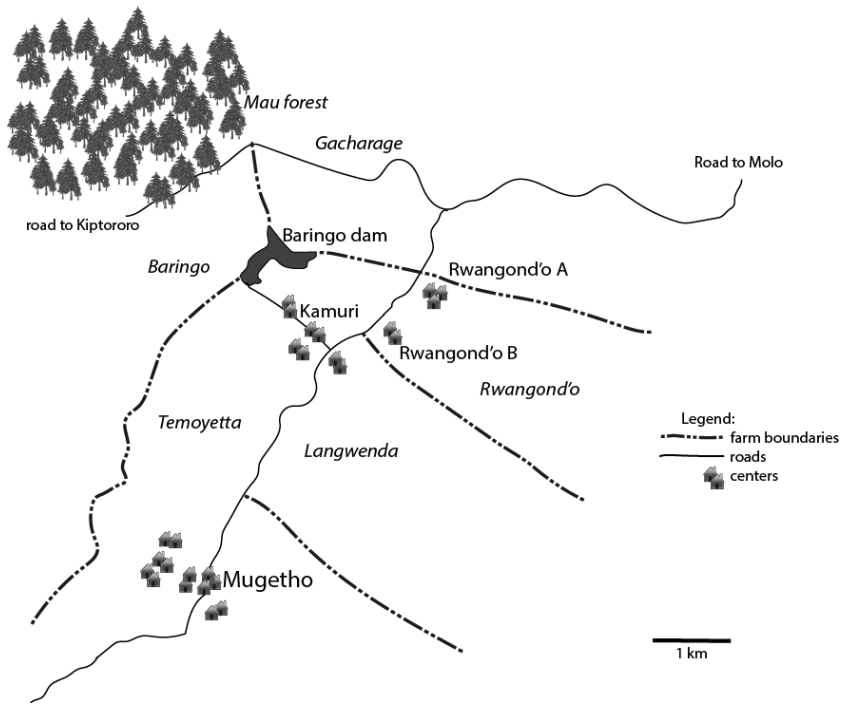 Mau forest
Gacharage
Road to Molo
road to Kiptororo
Baringo dam
Baringo
Rwangond'o A
Kamuri
Rwangond'o B
Rwangond'o
Temoyetta
Langwenda
Legend:
farm boundaries
roads
centers
Mugetho
1 km